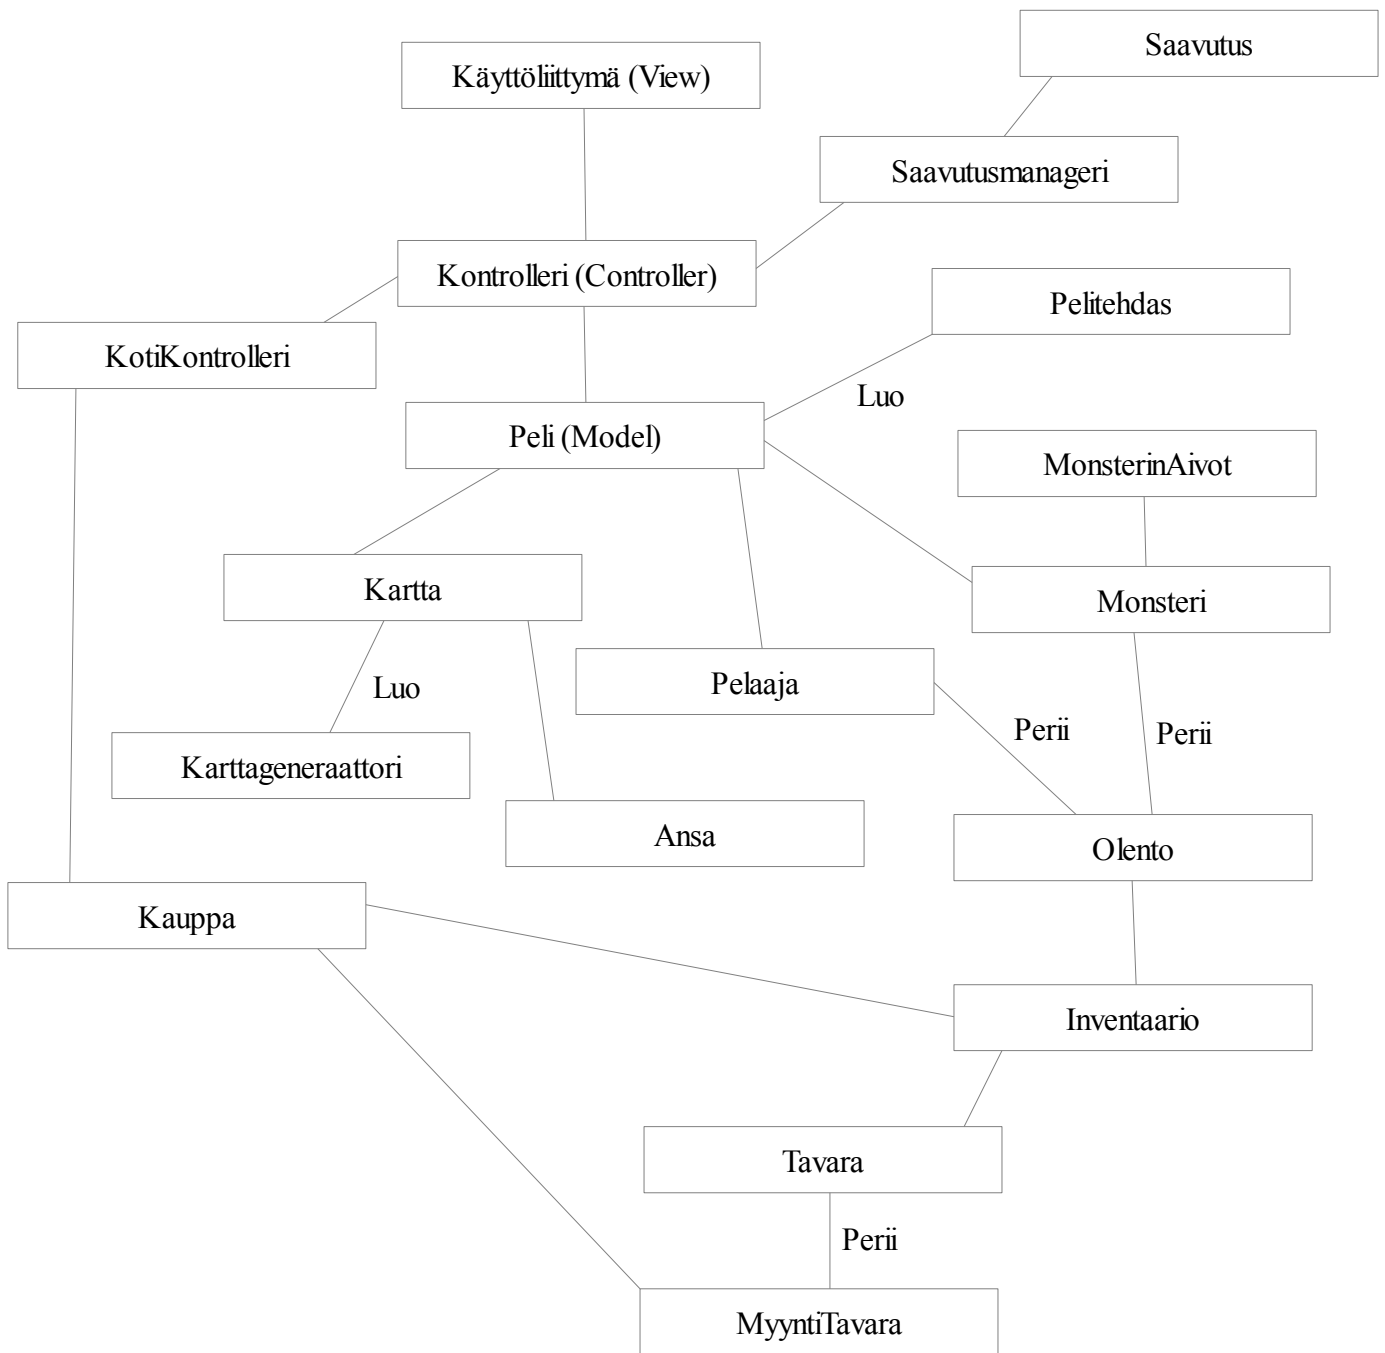 Saavutus
Käyttöliittymä (View)
Saavutusmanageri
Kontrolleri (Controller)
Pelitehdas
KotiKontrolleri
Luo
Peli (Model)
MonsterinAivot
Kartta
Monsteri
Pelaaja
Luo
Perii
Perii
Karttageneraattori
Ansa
Olento
Kauppa
Inventaario
Tavara
Perii
MyyntiTavara